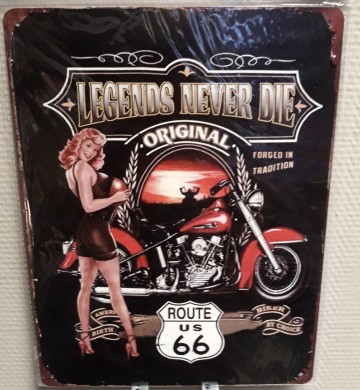 LEGENDS NEVER DIE
ORIGINAL
FORGED IN
TRADITION
ROUTE
US
66
BIRTH
BIKER
BY CHOICE